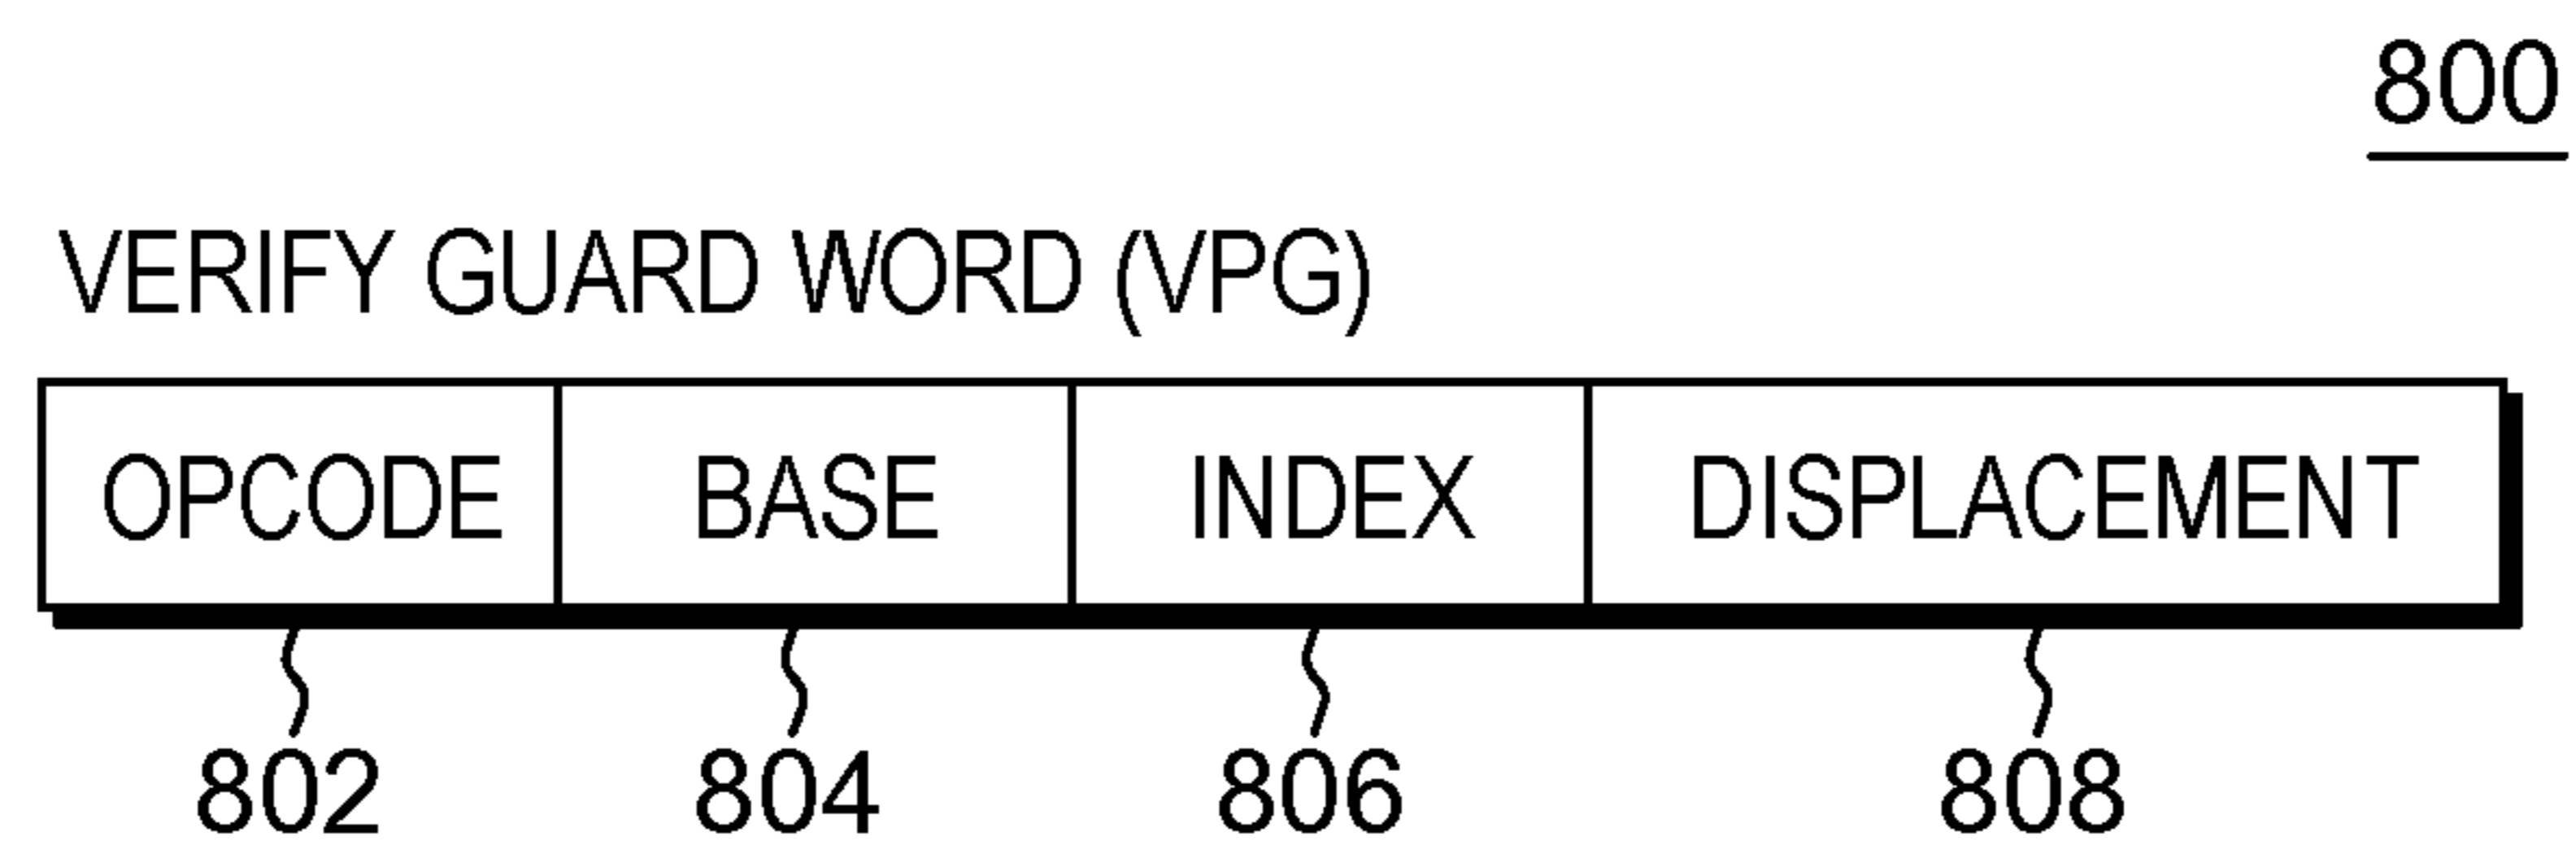 800
VERIFY GUARD WORD (VPG)
OPCODE BASE INDEX DISPLACEMENT
802 804 806 808